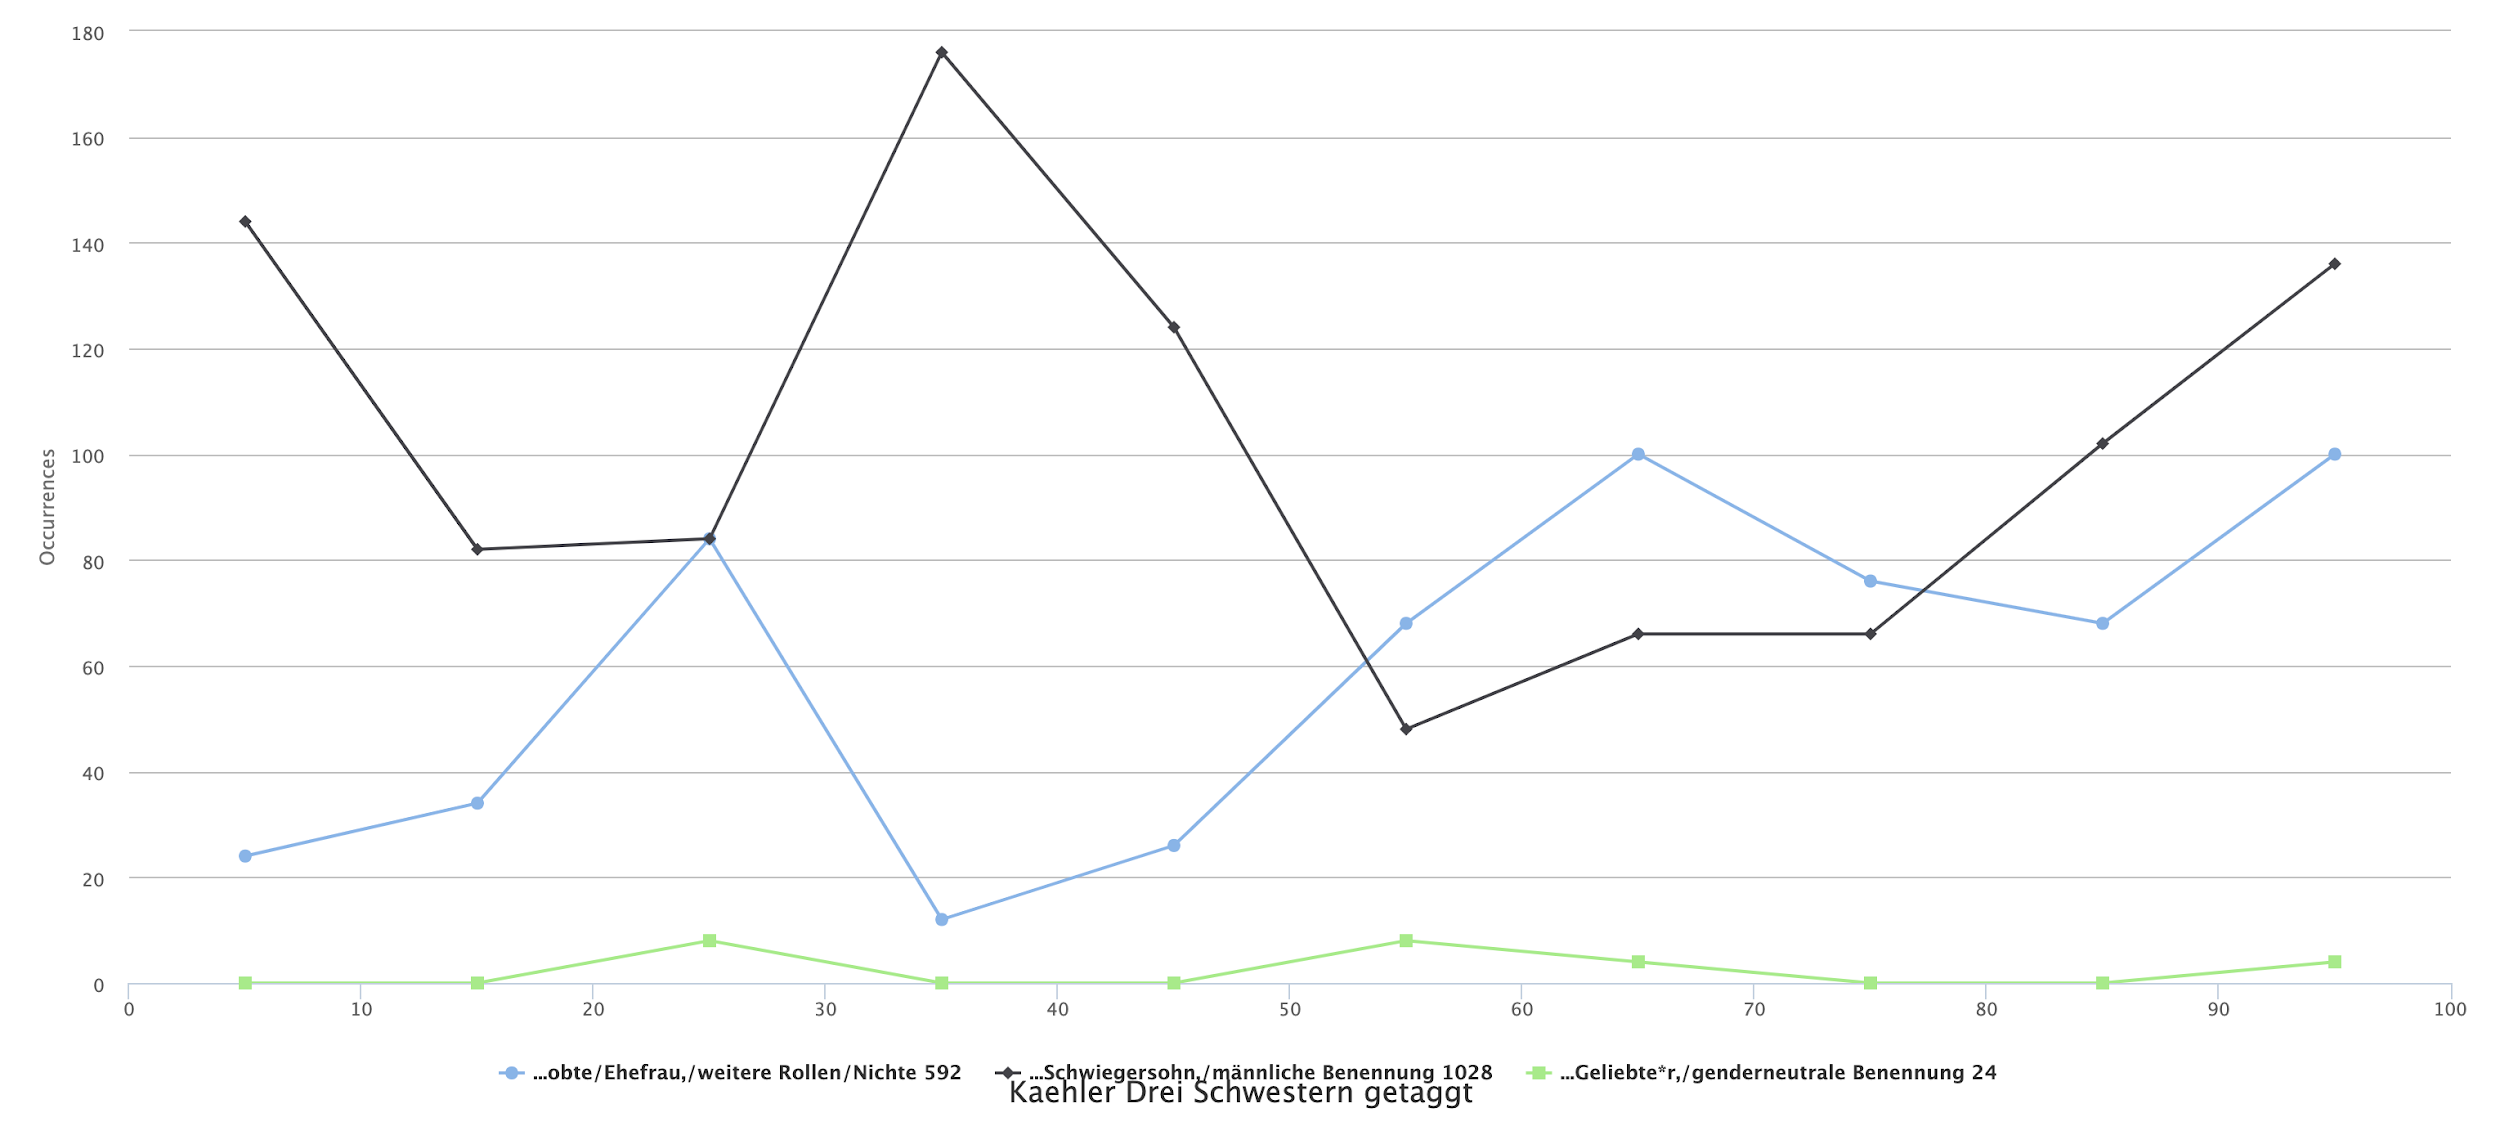 180
160
140
120
100
80
60
40
20
0
Occurrences
0 10 20 30 40 50 60 70 80 90 100
...obte/Ehefrau,/weitere Rollen/Nichte 592 ...Schwiegersohn,/männliche Benennung 1028 ...Geliebte*r,/genderneutrale Benennung 24
Kaehler Drei Schwestern getaggt